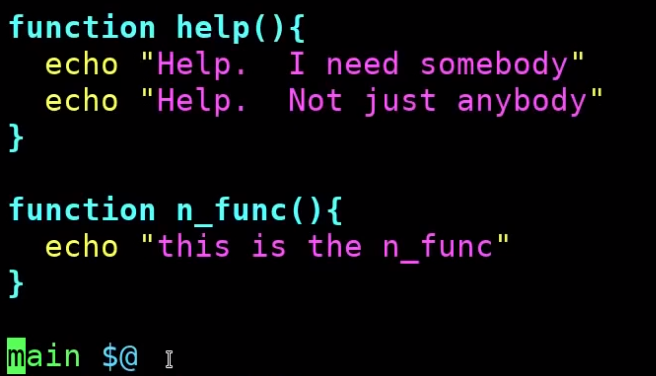 function help(){
  echo "Help.  I need somebody"
  echo "Help.  Not just anybody"
}

function n_func(){
  echo "this is the n_func"
}

main $@